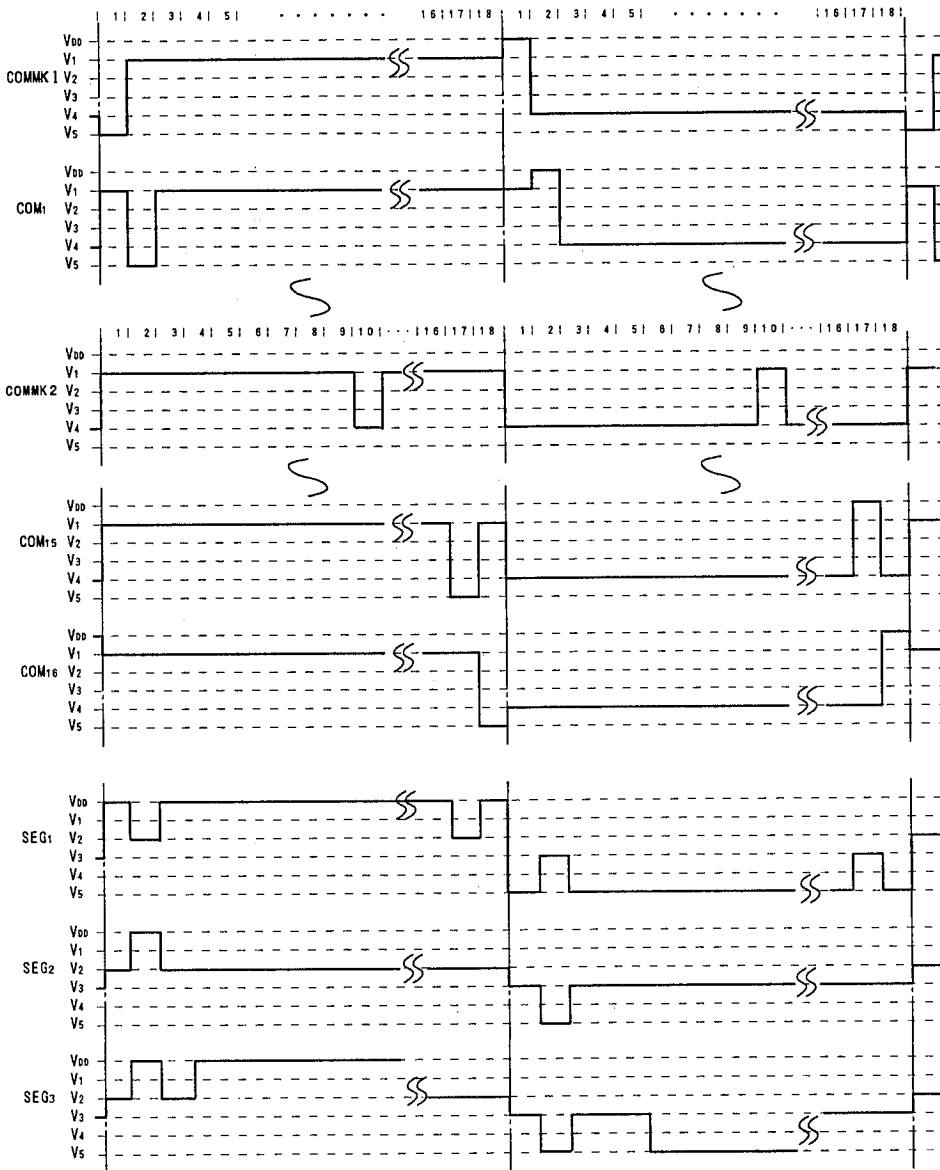 1 2 3 4 5 · · · · · · · 16 17 18 1 2 3 4 5 · · · · · · · 16 17 18
VDD
V1
COMMK1 V2
V3
V4
V5
VDD
V1
COM1 V2
V3
V4
V5
1 2 3 4 5 6 7 8 9 10 ···· 16 17 18 1 2 3 4 5 6 7 8 9 10 ···· 16 17 18
VDD
V1
COMMK2 V2
V3
V4
V5
VDD
V1
COM15 V2
V3
V4
V5
VDD
V1
COM16 V2
V3
V4
V5
VDD
V1
SEG1 V2
V3
V4
V5
VDD
V1
SEG2 V2
V3
V4
V5
VDD
V1
SEG3 V2
V3
V4
V5